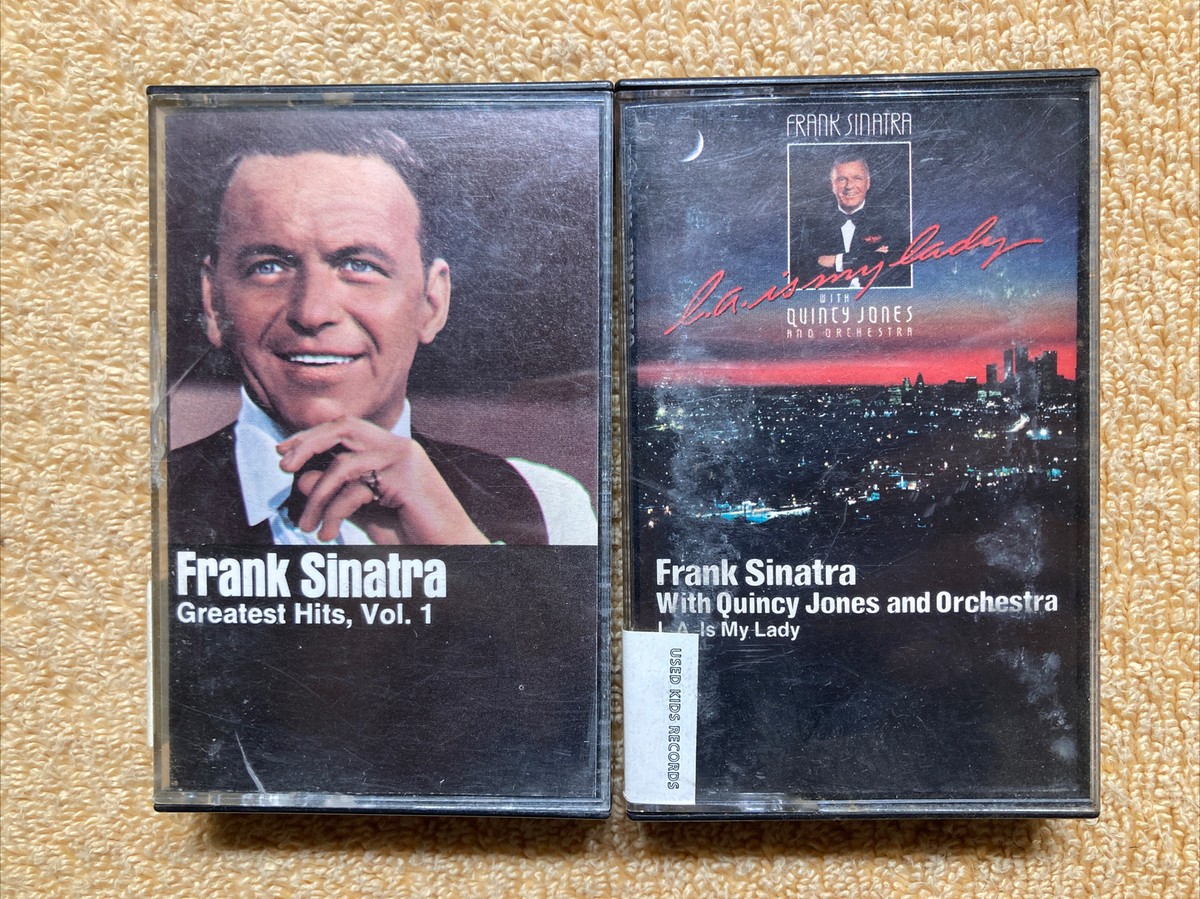 Frank Sinatra
Greatest Hits, Vol. 1
FRANK SINATRA
L.A. is my lady
WITH
QUINCY JONES
AND ORCHESTRA
Frank Sinatra
With Quincy Jones and Orchestra
L.A. Is My Lady
USED KIDS RECORDS